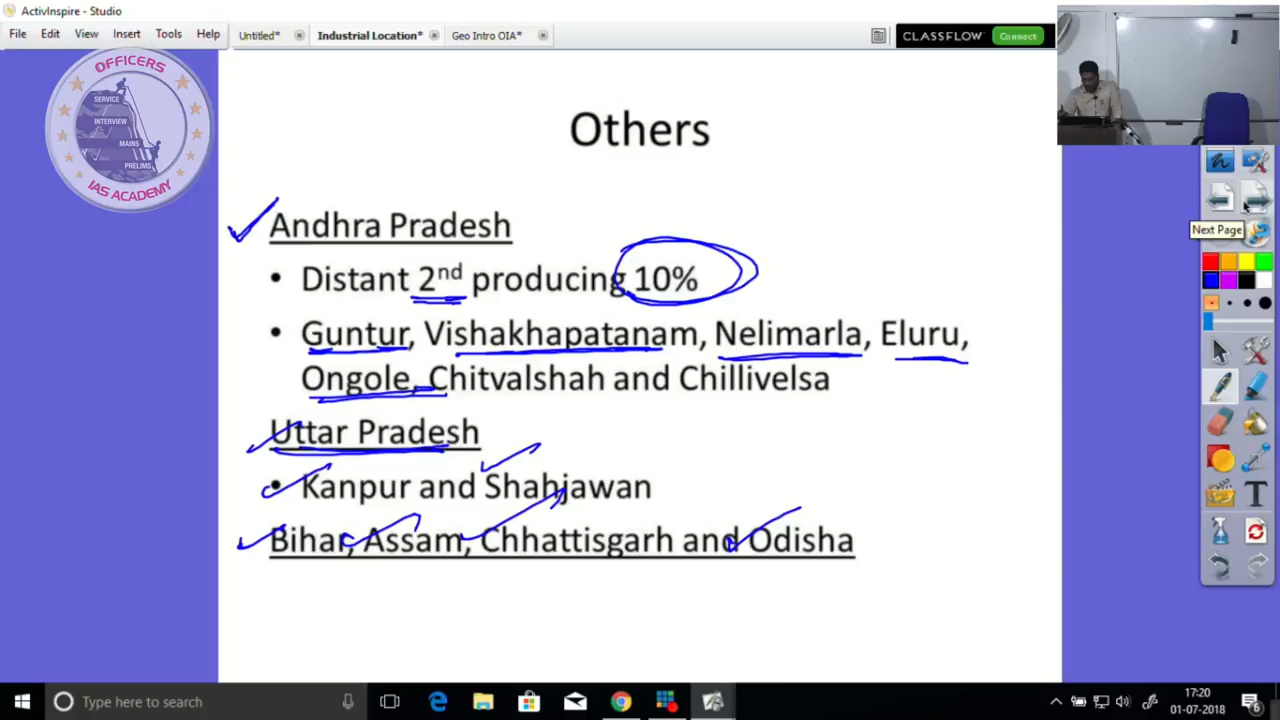 ActivInspire - Studio
File Edit View Insert Tools Help
Untitled* Industrial Location* Geo Intro OIA*
CLASSFLOW Connect
OFFICERS
SERVICE
INTERVIEW
MAINS
PRELIMS
IAS ACADEMY
Others
Andhra Pradesh
• Distant 2nd producing 10%
• Guntur, Vishakhapatanam, Nelimarla, Eluru,
Ongole, Chitvalshah and Chillivelsa
Uttar Pradesh
• Kanpur and Shahjawan
Bihar, Assam, Chhattisgarh and Odisha
Next Page
Type here to search
17:20
01-07-2018
6